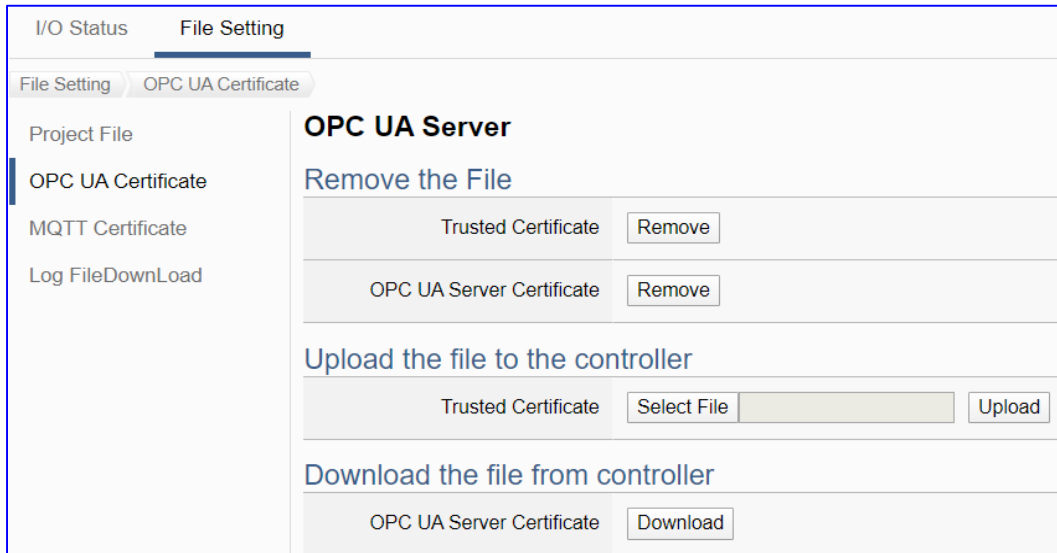 I/O Status File Setting
File Setting OPC UA Certificate
Project File
OPC UA Certificate
MQTT Certificate
Log FileDownLoad
OPC UA Server
Remove the File
Trusted Certificate Remove
OPC UA Server Certificate Remove
Upload the file to the controller
Trusted Certificate Select File Upload
Download the file from controller
OPC UA Server Certificate Download